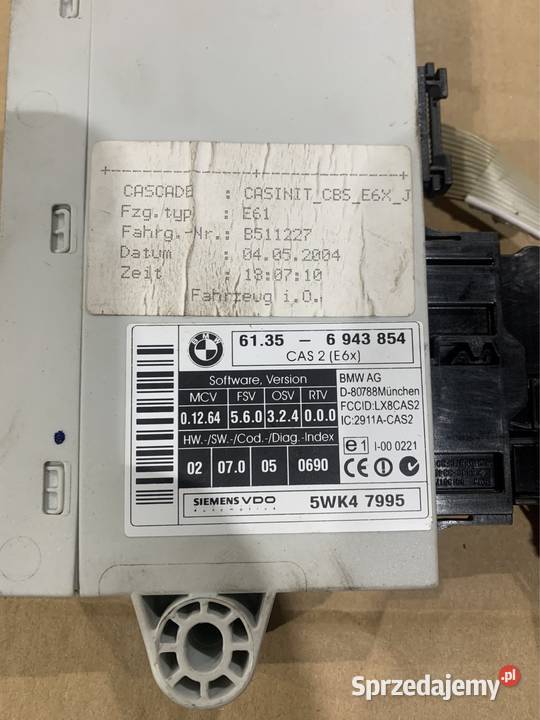 CASCADE : CASINIT_CBS_E6X_J
Fzg.typ : E61
Fahrg.-Nr.: B511227
Datum : 04.05.2004
Zeit : 18:07:10
Fahrzeug i.O.
BMW
61.35 - 6 943 854
CAS 2 (E6x)
Software, Version
MCV FSV OSV RTV
0.12.64 5.6.0 3.2.4 0.0.0
HW.-/SW.-/Cod.-/Diag.-Index
02 07.0 05 0690
BMW AG
D-80788München
FCCID:LX8CAS2
IC:2911A-CAS2
e1 I-00 0221
CE
SIEMENS VDO
Automotive
5WK4 7995
Sprzedajemy.pl